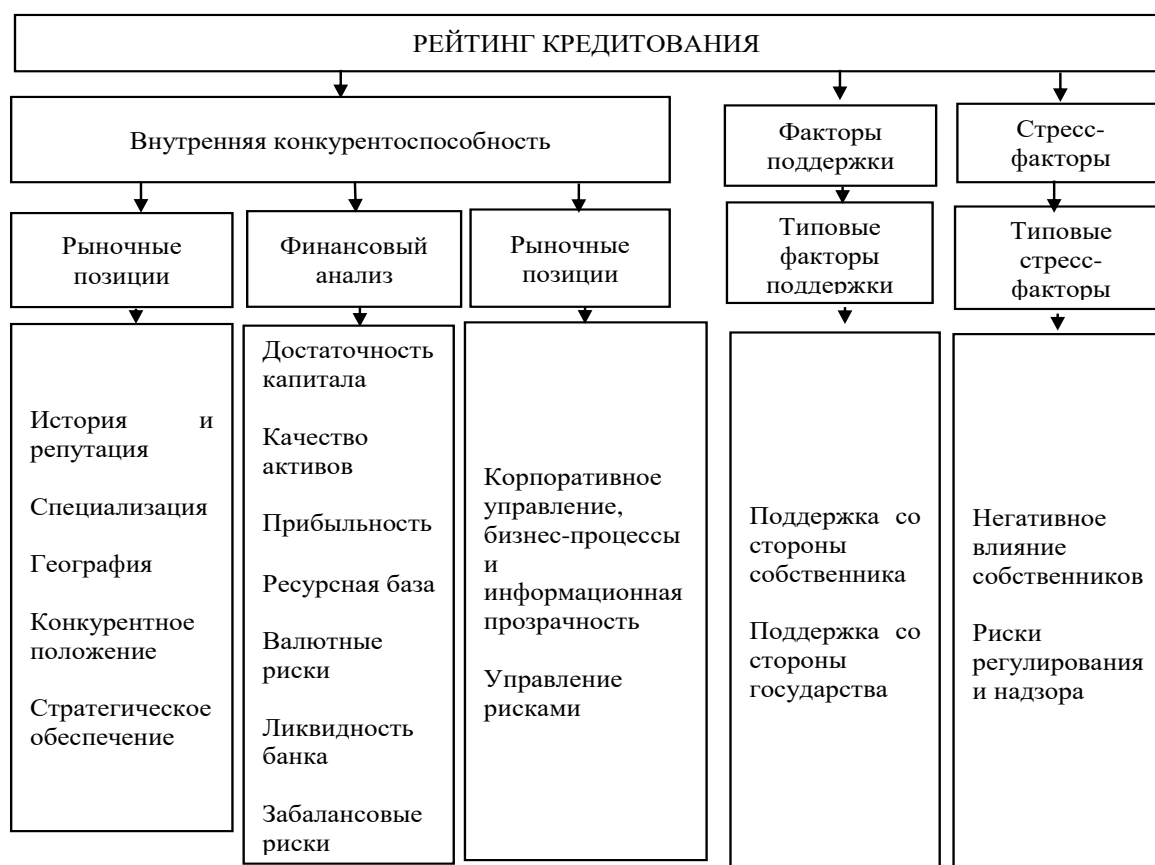 РЕЙТИНГ КРЕДИТОВАНИЯ
Внутренняя конкурентоспособность
Факторы
поддержки
Стресс-
факторы
Рыночные
позиции
Финансовый
анализ
Рыночные
позиции
Типовые
факторы
поддержки
Типовые
стресс-
факторы
История и
репутация
Специализация
География
Конкурентное
положение
Стратегическое
обеспечение
Достаточность
капитала
Качество
активов
Прибыльность
Ресурсная база
Валютные
риски
Ликвидность
банка
Забалансовые
риски
Корпоративное
управление,
бизнес-процессы
и
информационная
прозрачность
Управление
рисками
Поддержка со
стороны
собственника
Поддержка со
стороны
государства
Негативное
влияние
собственников
Риски
регулирования
и надзора